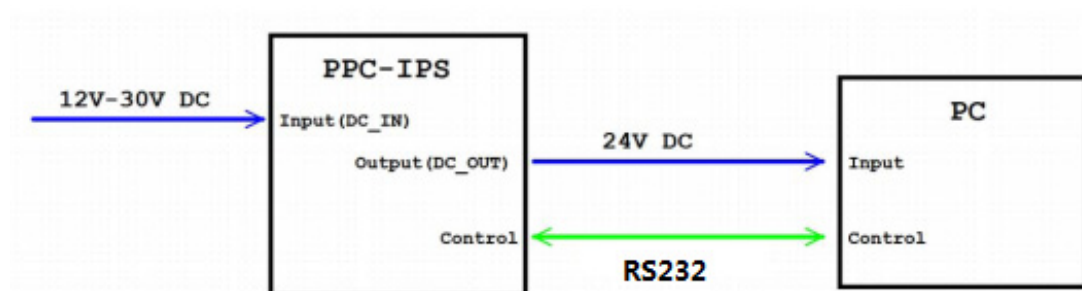 PPC-IPS
12V-30V DC
Input(DC_IN)
Output(DC_OUT)
Control
24V DC
RS232
PC
Input
Control